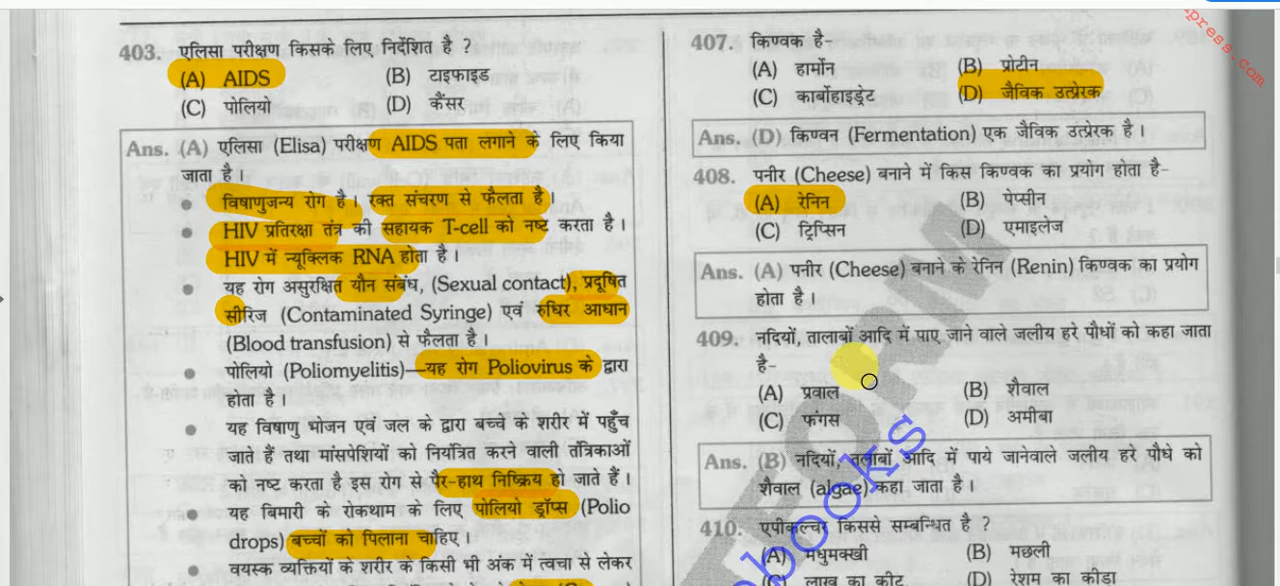 403. एलिसा परीक्षण किसके लिए निर्देशित है ?
(A) AIDS (B) टाइफाइड
(C) पोलियो (D) कैंसर
Ans. (A) एलिसा (Elisa) परीक्षण AIDS पता लगाने के लिए किया
जाता है।
विषाणुजन्य रोग है। रक्त संचरण से फैलता है।
HIV प्रतिरक्षा तंत्र की सहायक T-cell को नष्ट करता है।
HIV में न्यूक्लिक RNA होता है।
यह रोग असुरक्षित यौन संबंध, (Sexual contact), प्रदूषित
सीरिंज (Contaminated Syringe) एवं रुधिर आधान
(Blood transfusion) से फैलता है।
पोलियो (Poliomyelitis)—यह रोग Poliovirus के द्वारा
होता है।
यह विषाणु भोजन एवं जल के द्वारा बच्चे के शरीर में पहुँच
जाते हैं तथा मांसपेशियों को नियंत्रित करने वाली तंत्रिकाओं
को नष्ट करता है इस रोग से पैर-हाथ निष्क्रिय हो जाते हैं।
यह बिमारी के रोकथाम के लिए पोलियो ड्रॉप्स (Polio
drops) बच्चों को पिलाना चाहिए।
वयस्क व्यक्तियों के शरीर के किसी भी अंक में त्वचा से लेकर
407. किण्वक है-
(A) हार्मोन (B) प्रोटीन
(C) कार्बोहाइड्रेट (D) जैविक उत्प्रेरक
Ans. (D) किण्वन (Fermentation) एक जैविक उत्प्रेरक है।
408. पनीर (Cheese) बनाने में किस किण्वक का प्रयोग होता है-
(A) रेनिन (B) पेप्सीन
(C) ट्रिप्सिन (D) एमाइलेज
Ans. (A) पनीर (Cheese) बनाने के रेनिन (Renin) किण्वक का प्रयोग
होता है।
409. नदियों, तालाबों आदि में पाए जाने वाले जलीय हरे पौधों को कहा जाता
है-
(A) प्रवाल (B) शैवाल
(C) फंगस (D) अमीबा
Ans. (B) नदियों, तलाबों आदि में पाये जानेवाले जलीय हरे पौधे को
शैवाल (algae) कहा जाता है।
410. एपीकल्चर किससे सम्बन्धित है ?
(A) मधुमक्खी (B) मछली
(C) लाख का कीट (D) रेशम का कीडा
press.com
books
FORM